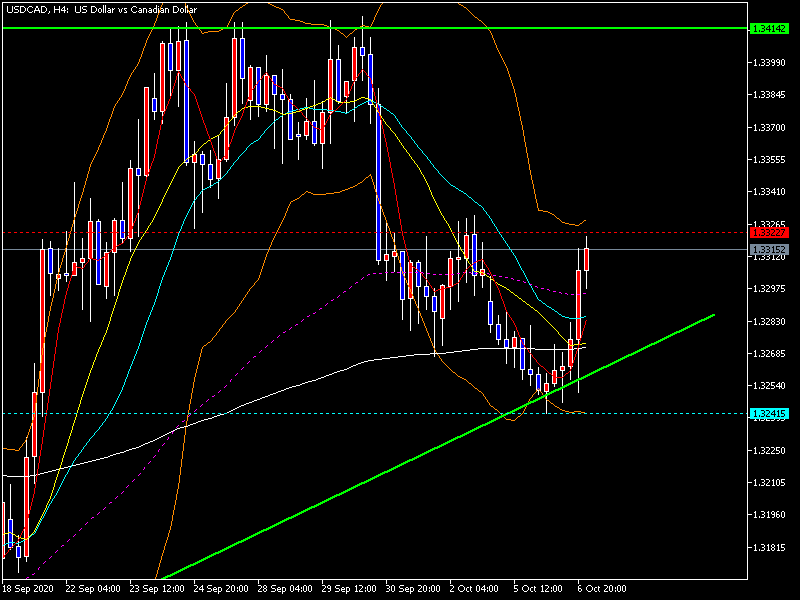 USDCAD, H4: US Dollar vs Canadian Dollar
1.34142
1.33990
1.33845
1.33700
1.33555
1.33410
1.33265
1.33152
1.33120
1.32975
1.32830
1.32685
1.32540
1.32415
1.32250
1.32105
1.31960
1.31815
18 Sep 2020
22 Sep 04:00
23 Sep 12:00
24 Sep 20:00
28 Sep 04:00
29 Sep 12:00
30 Sep 20:00
2 Oct 04:00
5 Oct 12:00
6 Oct 20:00